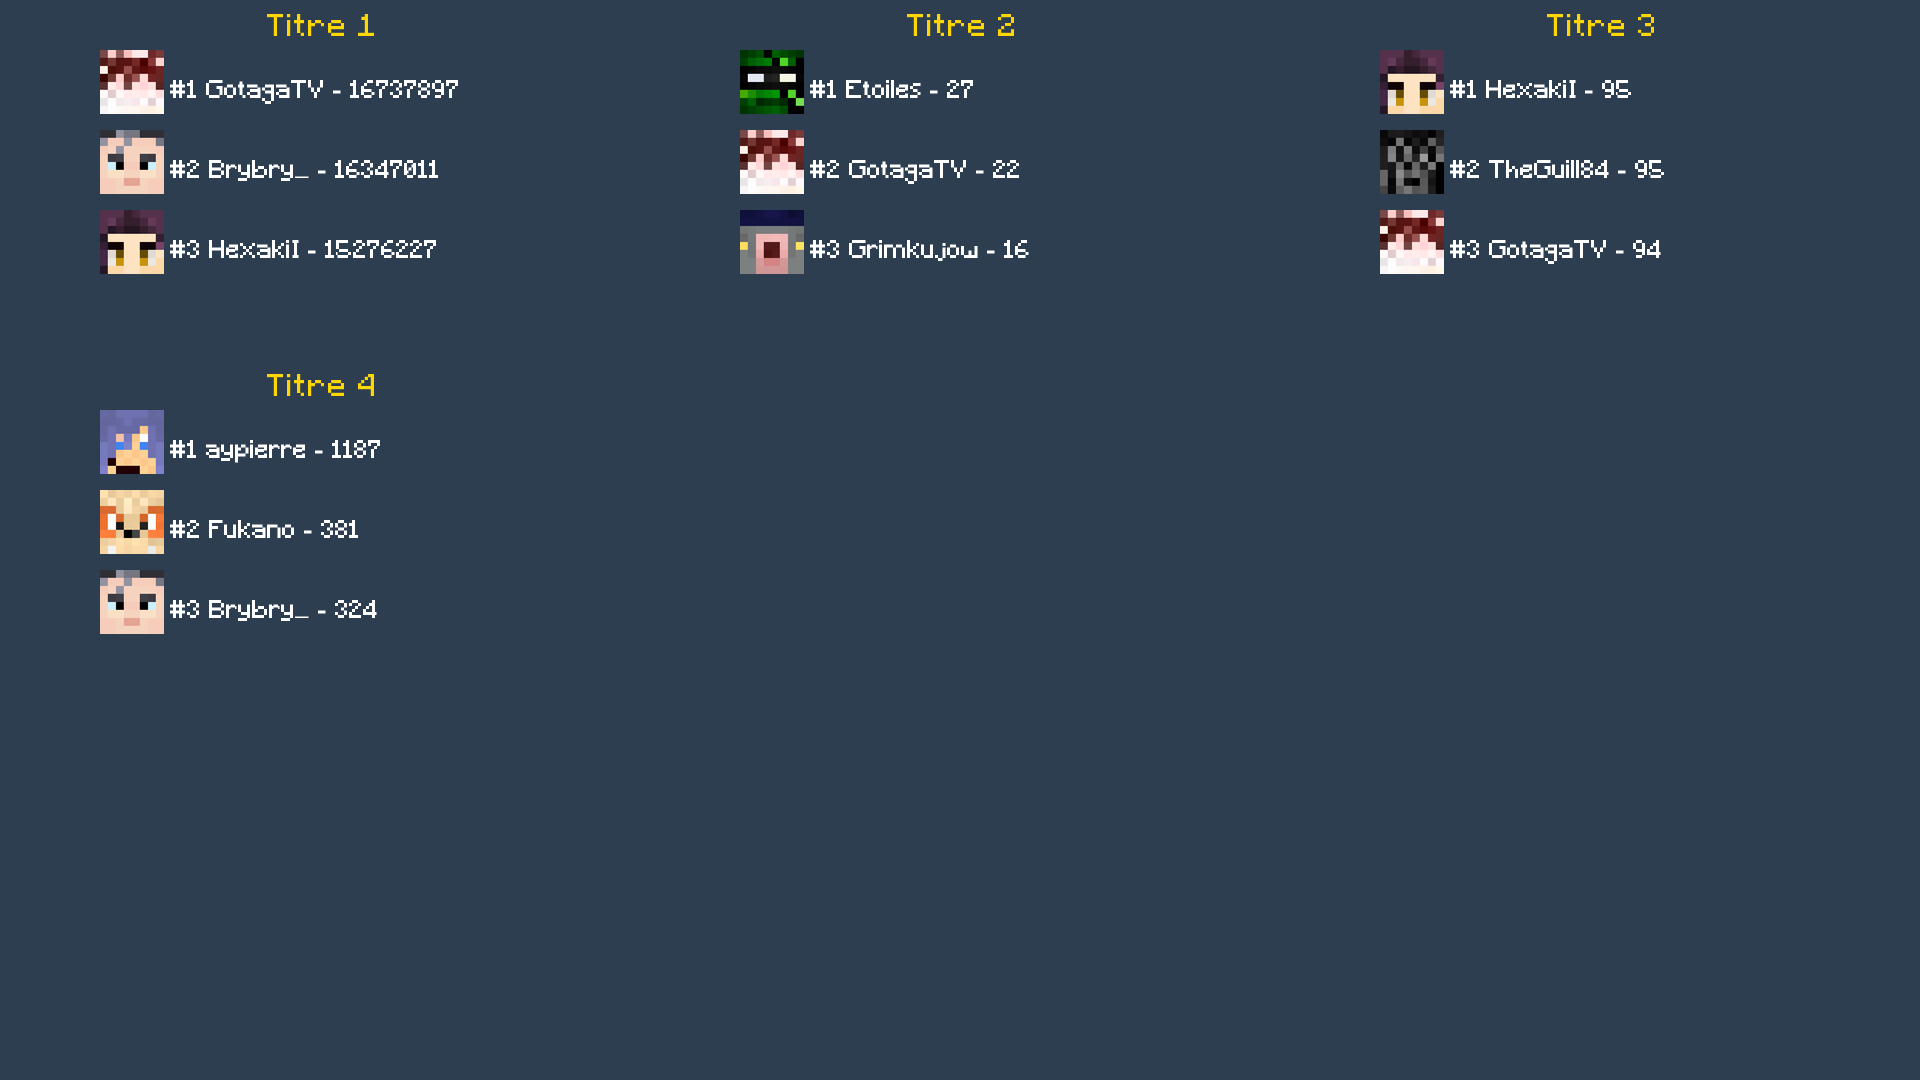 Titre 1
#1 GotagaTV - 16737897
#2 Brybry_ - 16347011
#3 HexakiI - 15276227
Titre 2
#1 Etoiles - 27
#2 GotagaTV - 22
#3 Grimkujow - 16
Titre 3
#1 HexakiI - 95
#2 TheGuill84 - 95
#3 GotagaTV - 94
Titre 4
#1 aypierre - 1187
#2 Fukano - 381
#3 Brybry_ - 324